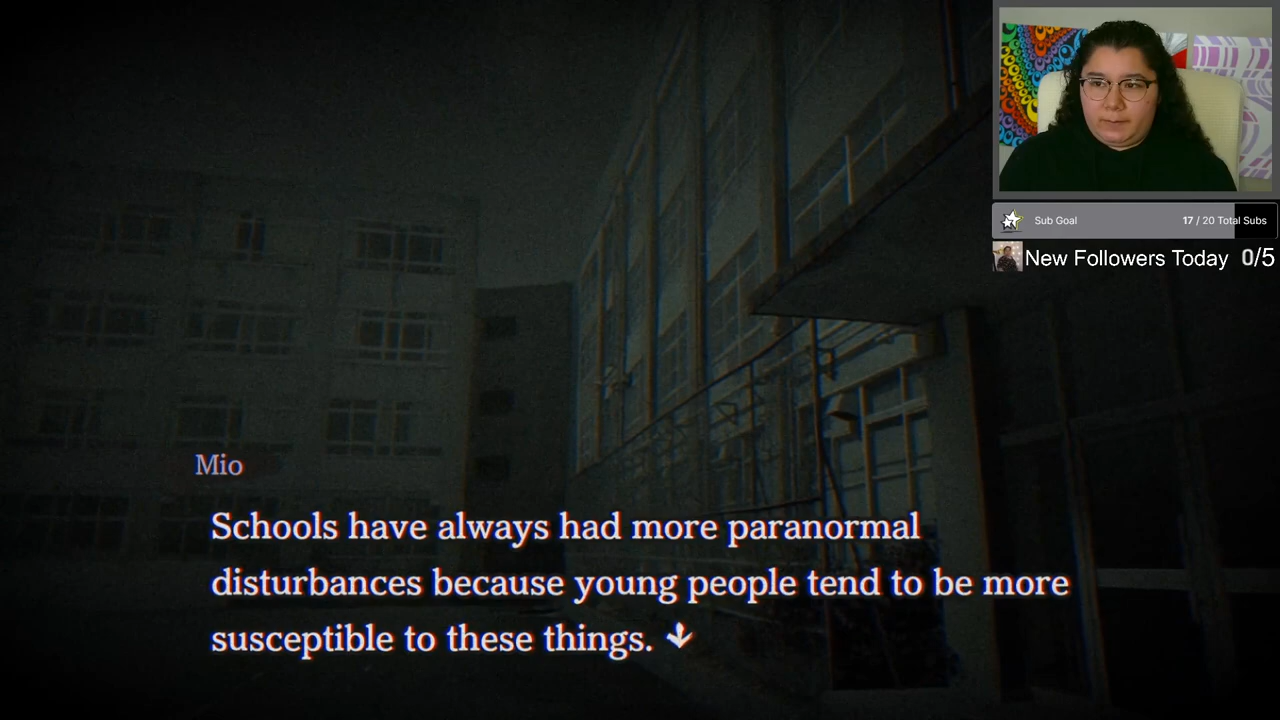 Sub Goal
17 / 20 Total Subs
New Followers Today 0/5
Mio
Schools have always had more paranormal
disturbances because young people tend to be more
susceptible to these things.